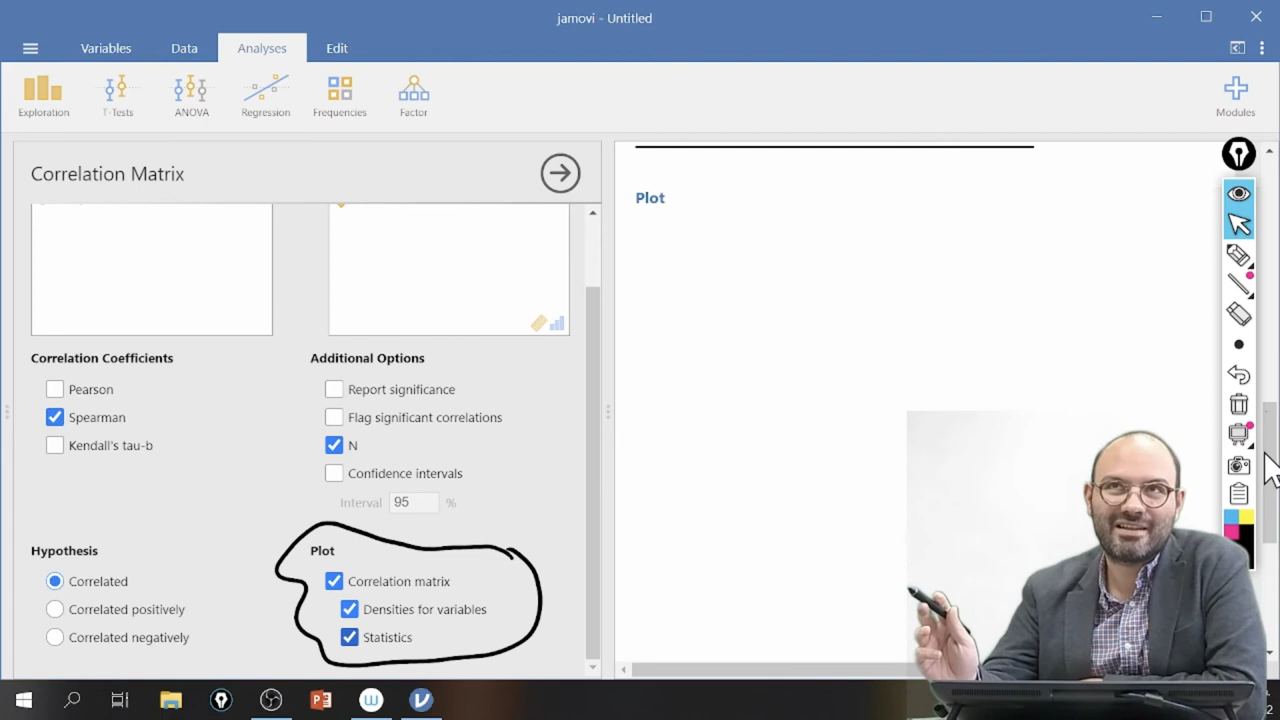 jamovi - Untitled
Variables Data Analyses Edit
Exploration T-Tests ANOVA Regression Frequencies Factor Modules
Correlation Matrix
Plot
Correlation Coefficients
Pearson
Spearman
Kendall's tau-b
Additional Options
Report significance
Flag significant correlations
N
Confidence intervals
Interval 95 %
Hypothesis
Correlated
Correlated positively
Correlated negatively
Plot
Correlation matrix
Densities for variables
Statistics